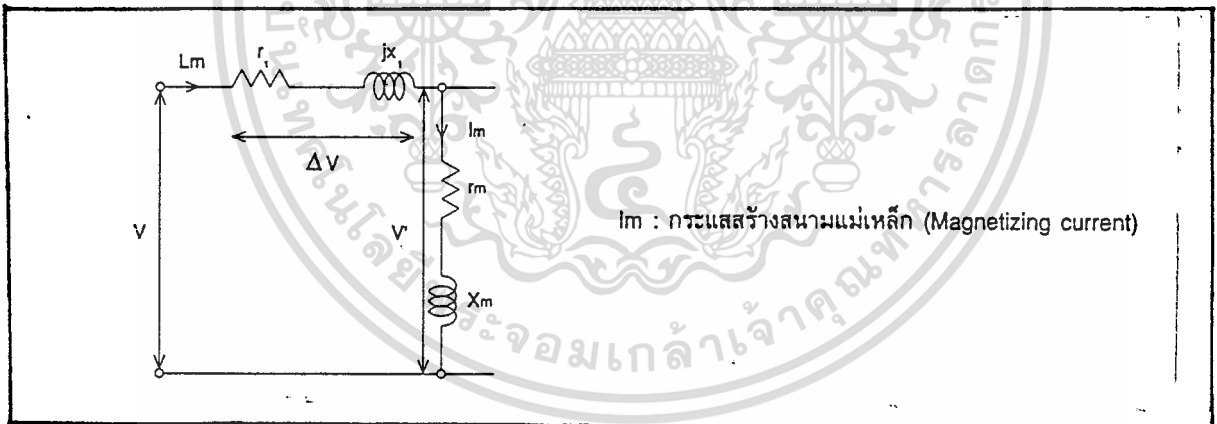 Lm
r1
jx1
ΔV
Im
rm
V
V'
Xm
Im : กระแสสร้างสนามแม่เหล็ก (Magnetizing current)